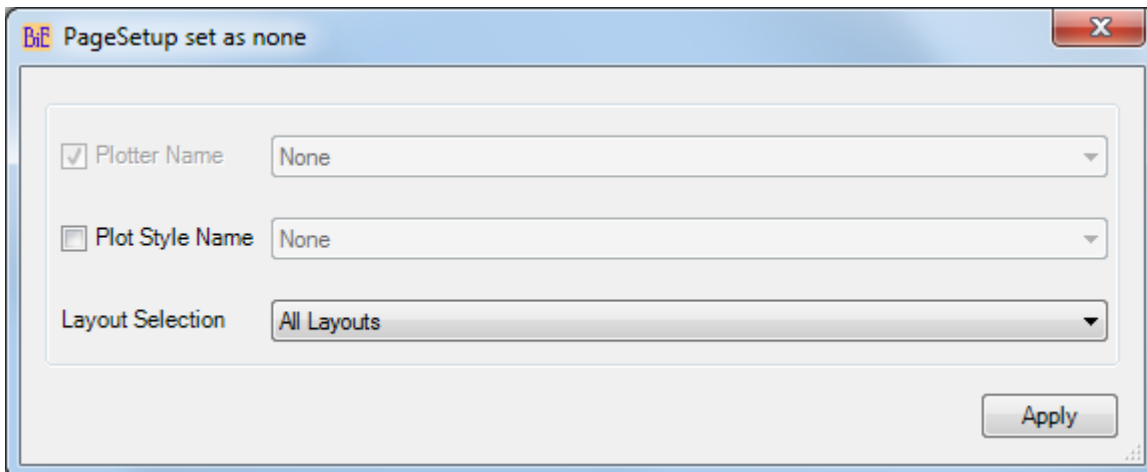 BiE PageSetup set as none
Plotter Name None
Plot Style Name None
Layout Selection All Layouts
Apply